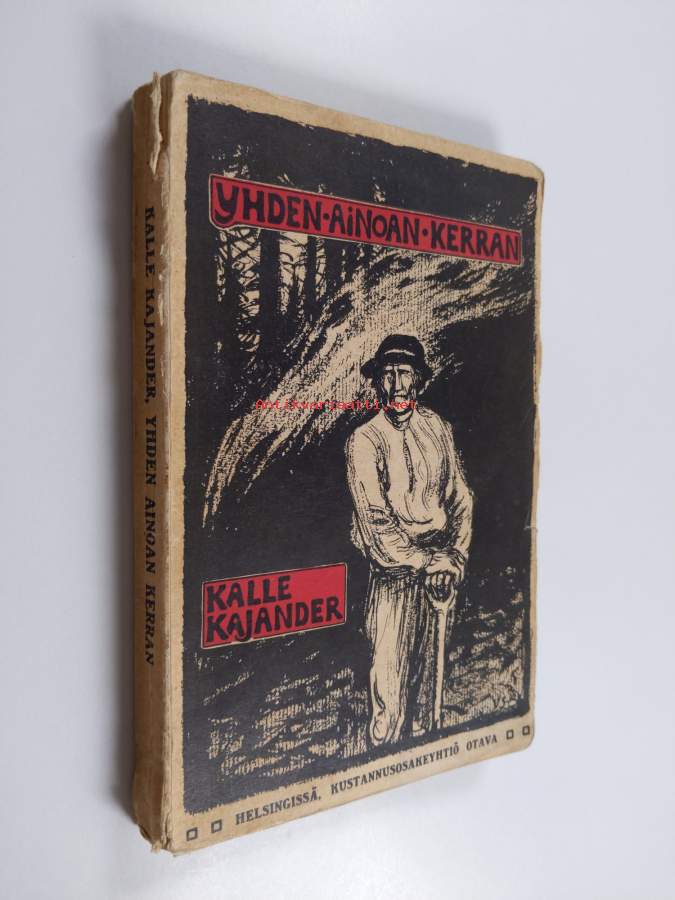 YHDEN·AiNOAN·KERRAN
Antikvariaatti.net
KALLE
KAJANDER
HELSINGISSÄ, KUSTANNUSOSAKEYHTIÖ OTAVA
KALLE KAJANDER, YHDEN AINOAN KERRAN